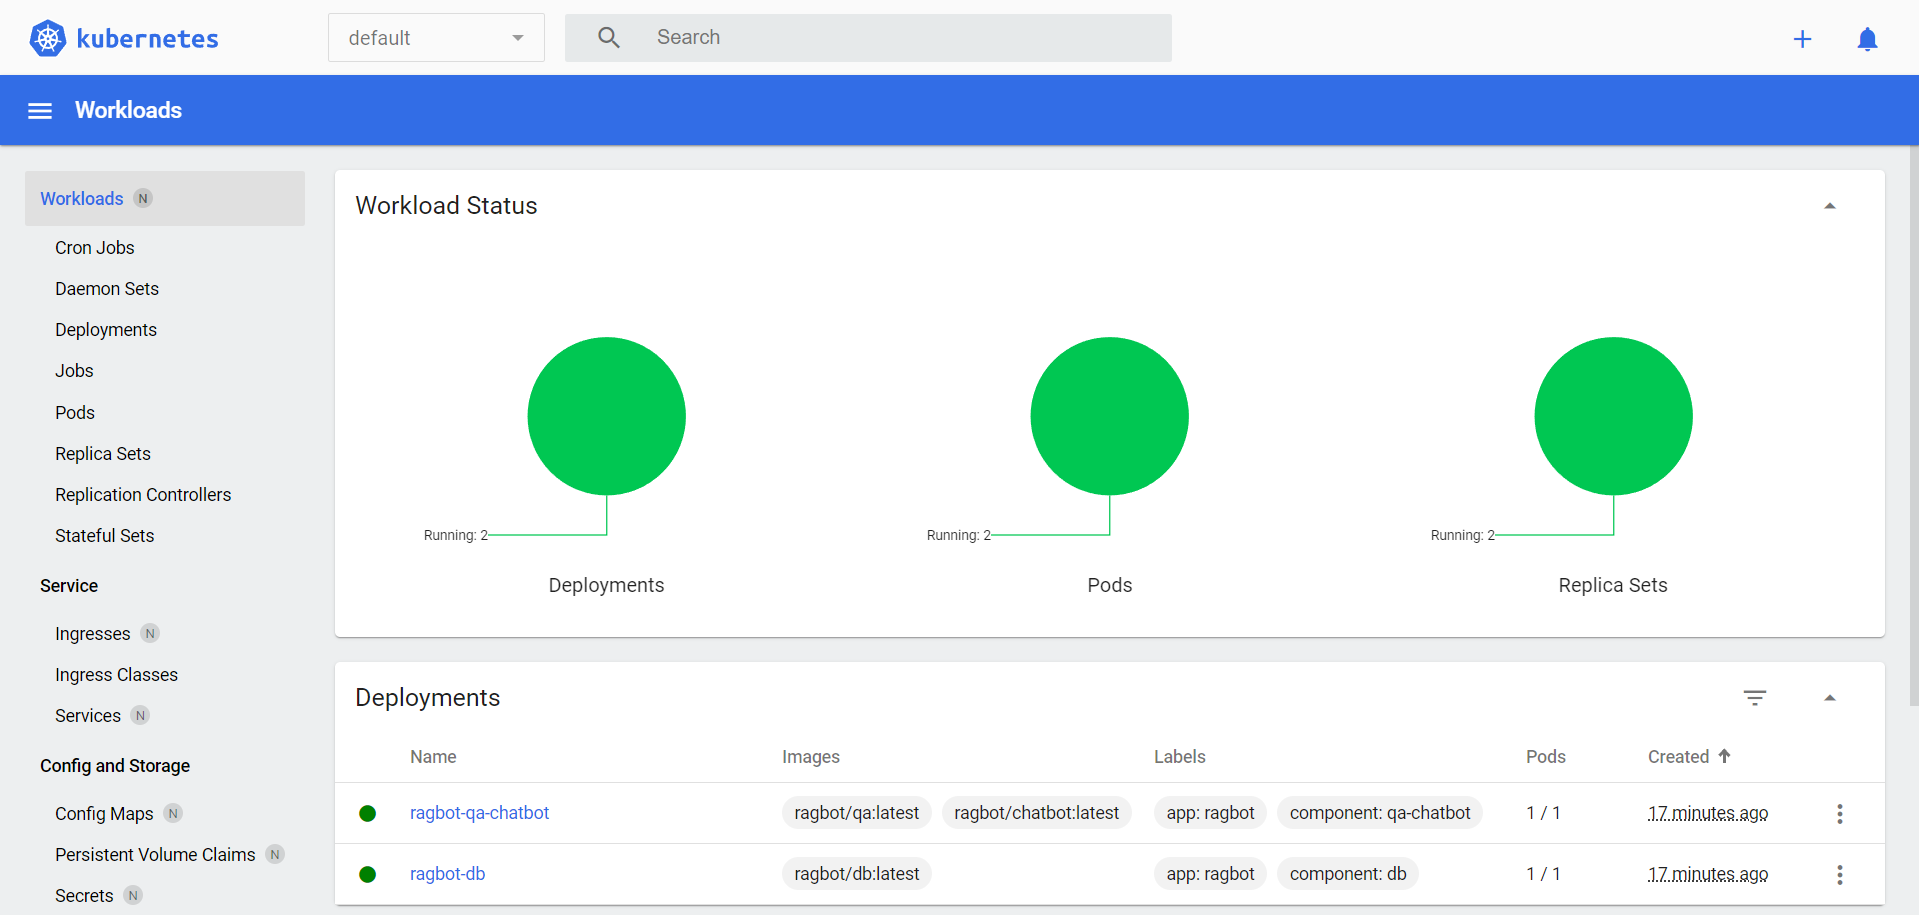 kubernetes
default
Search
Workloads
Workloads N
Cron Jobs
Daemon Sets
Deployments
Jobs
Pods
Replica Sets
Replication Controllers
Stateful Sets
Service
Ingresses N
Ingress Classes
Services N
Config and Storage
Config Maps N
Persistent Volume Claims N
Secrets N
Workload Status
Running: 2
Deployments
Running: 2
Pods
Running: 2
Replica Sets
Deployments
Name Images Labels Pods Created
ragbot-qa-chatbot ragbot/qa:latest ragbot/chatbot:latest app: ragbot component: qa-chatbot 1 / 1 17 minutes ago
ragbot-db ragbot/db:latest app: ragbot component: db 1 / 1 17 minutes ago